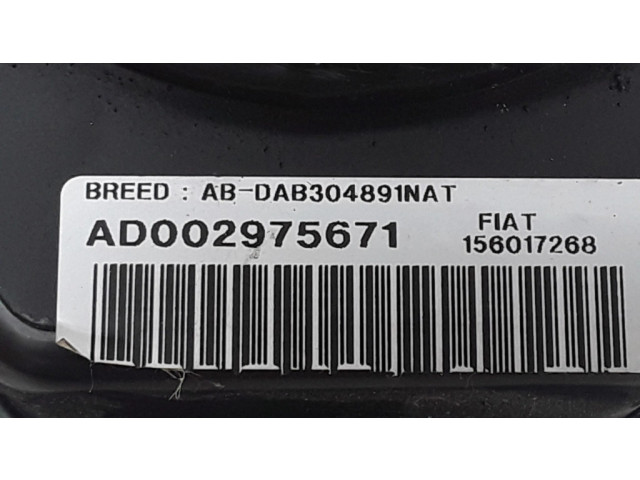 BREED : AB-DAB304891NAT
AD002975671
FIAT
156017268